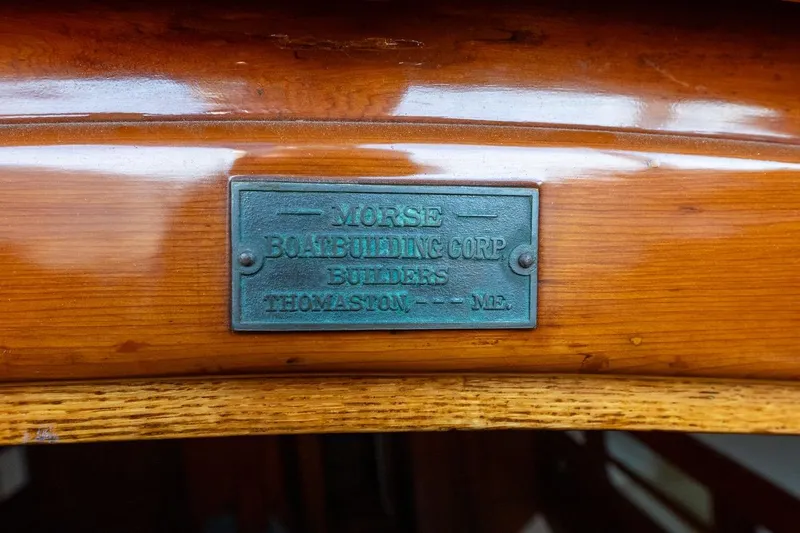 — MORSE —
BOATBUILDING CORP.
BUILDERS
THOMASTON, --- ME.